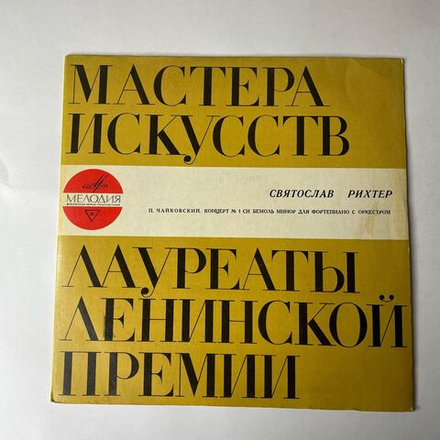 МАСТЕРА
ИСКУССТВ
МЕЛОДИЯ
СВЯТОСЛАВ РИХТЕР
П. ЧАЙКОВСКИЙ. КОНЦЕРТ № 1 СИ БЕМОЛЬ МИНОР ДЛЯ ФОРТЕПИАНО С ОРКЕСТРОМ
ЛАУРЕАТЫ
ЛЕНИНСКОЙ
ПРЕМИИ